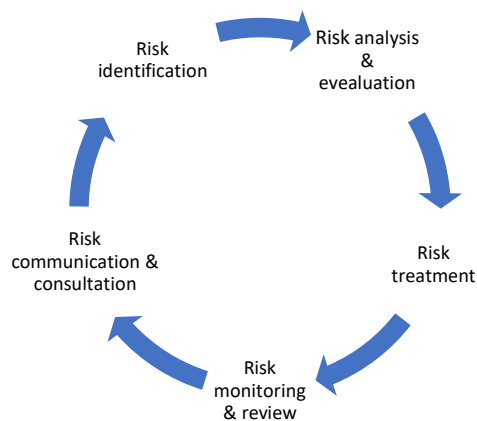 Risk
identification
Risk analysis
&
evealuation
Risk
treatment
Risk
monitoring
& review
Risk
communication &
consultation